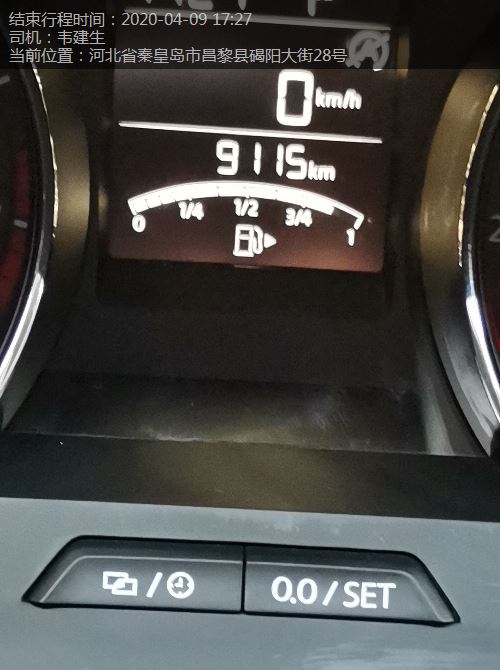 结束行程时间：2020-04-09 17:27
司机：韦建生
当前位置：河北省秦皇岛市昌黎县碣阳大街28号
0 km/h
9115 km
0 1/4 1/2 3/4 1
/
0.0 / SET